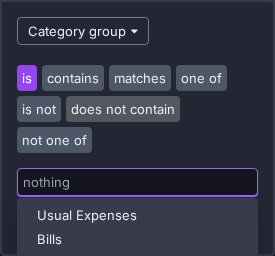 Category group
is contains matches one of
is not does not contain
not one of
nothing
Usual Expenses
Bills